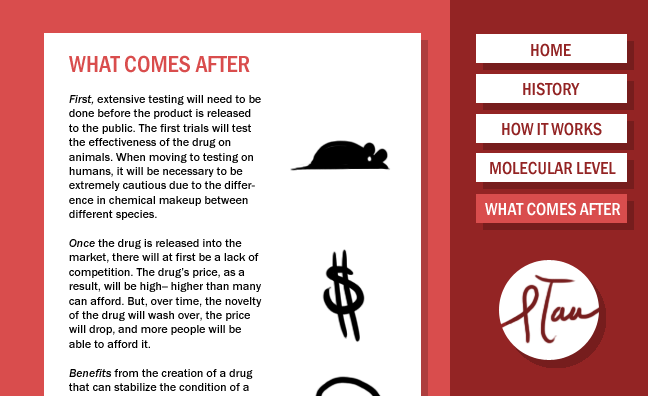 WHAT COMES AFTER
First, extensive testing will need to be
done before the product is released
to the public. The first trials will test
the effectiveness of the drug on
animals. When moving to testing on
humans, it will be necessary to be
extremely cautious due to the differ-
ence in chemical makeup between
different species.
Once the drug is released into the
market, there will at first be a lack of
competition. The drug's price, as a
result, will be high– higher than many
can afford. But, over time, the novelty
of the drug will wash over, the price
will drop, and more people will be
able to afford it.
Benefits from the creation of a drug
that can stabilize the condition of a
$
HOME
HISTORY
HOW IT WORKS
MOLECULAR LEVEL
WHAT COMES AFTER
pTau